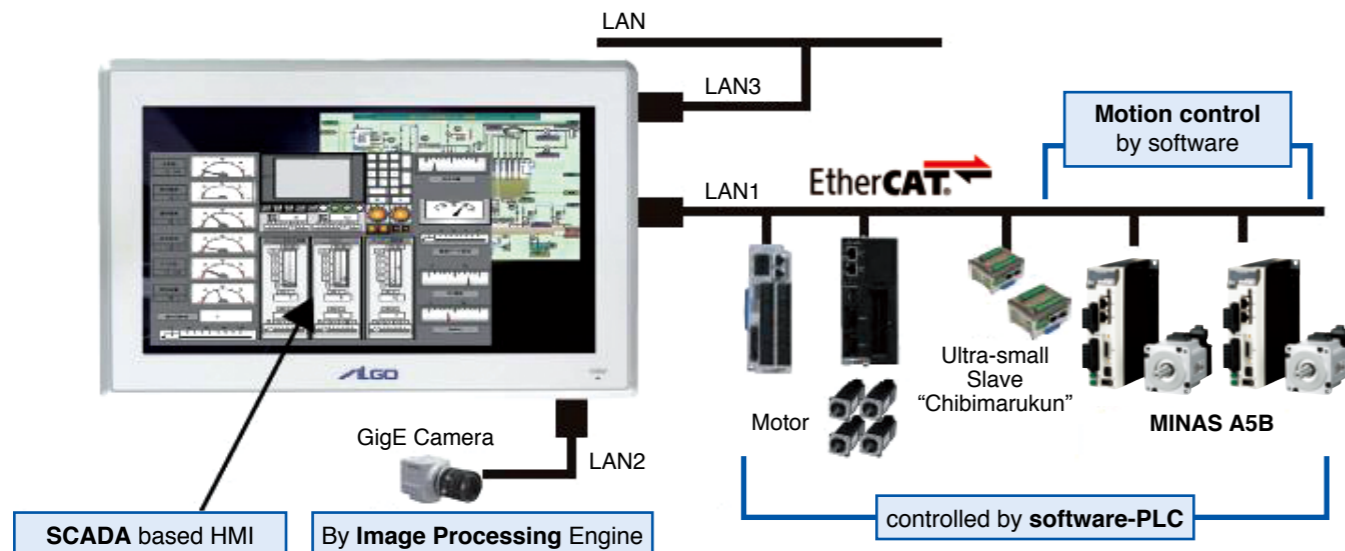 LAN
LAN3
Motion control
by software
EtherCAT®
LAN1
ALGO
Ultra-small
Slave
“Chibimarukun”
Motor
MINAS A5B
GigE Camera
LAN2
SCADA based HMI
By Image Processing Engine
controlled by software-PLC